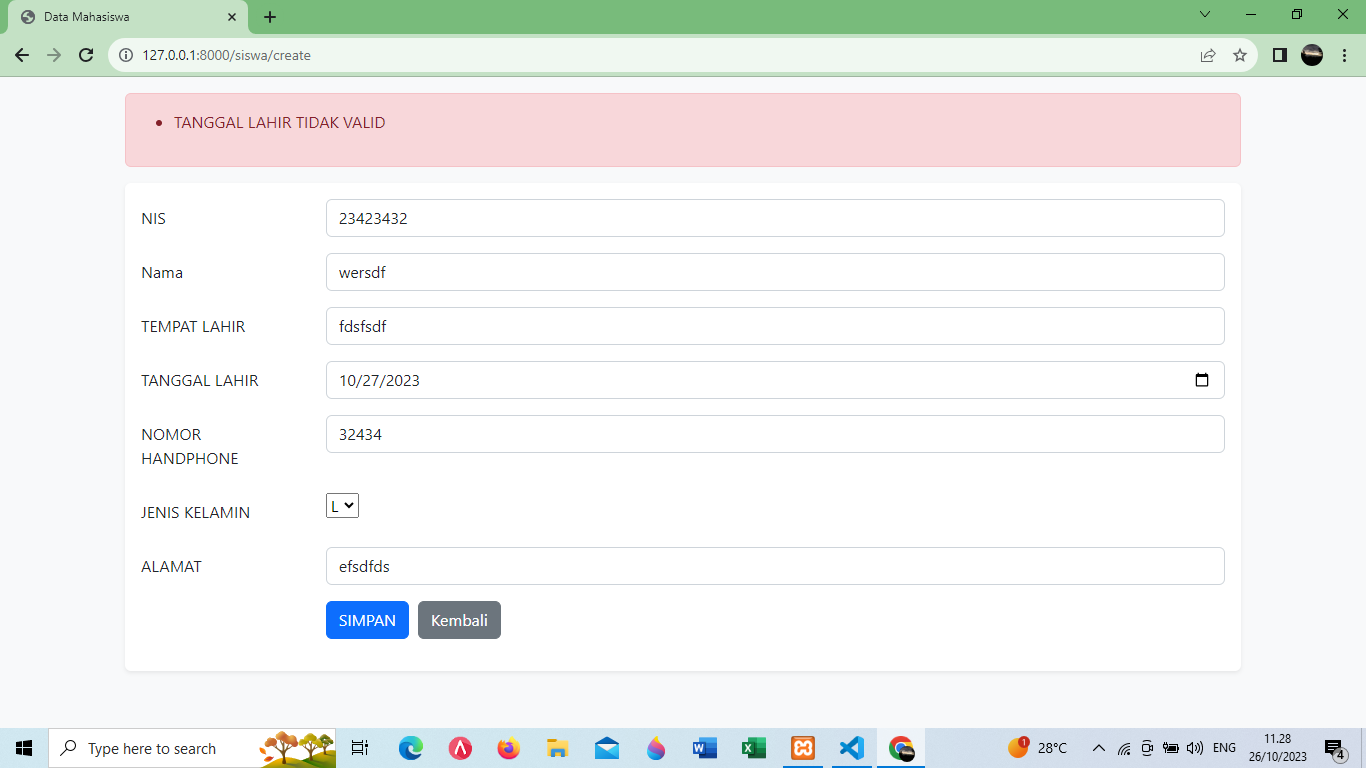 Data Mahasiswa
127.0.0.1:8000/siswa/create
TANGGAL LAHIR TIDAK VALID
NIS
23423432
Nama
wersdf
TEMPAT LAHIR
fdsfsdf
TANGGAL LAHIR
10/27/2023
NOMOR
HANDPHONE
32434
JENIS KELAMIN
L
ALAMAT
efsdfds
SIMPAN
Kembali
Type here to search
1
28°C
ENG
11.28
26/10/2023
4